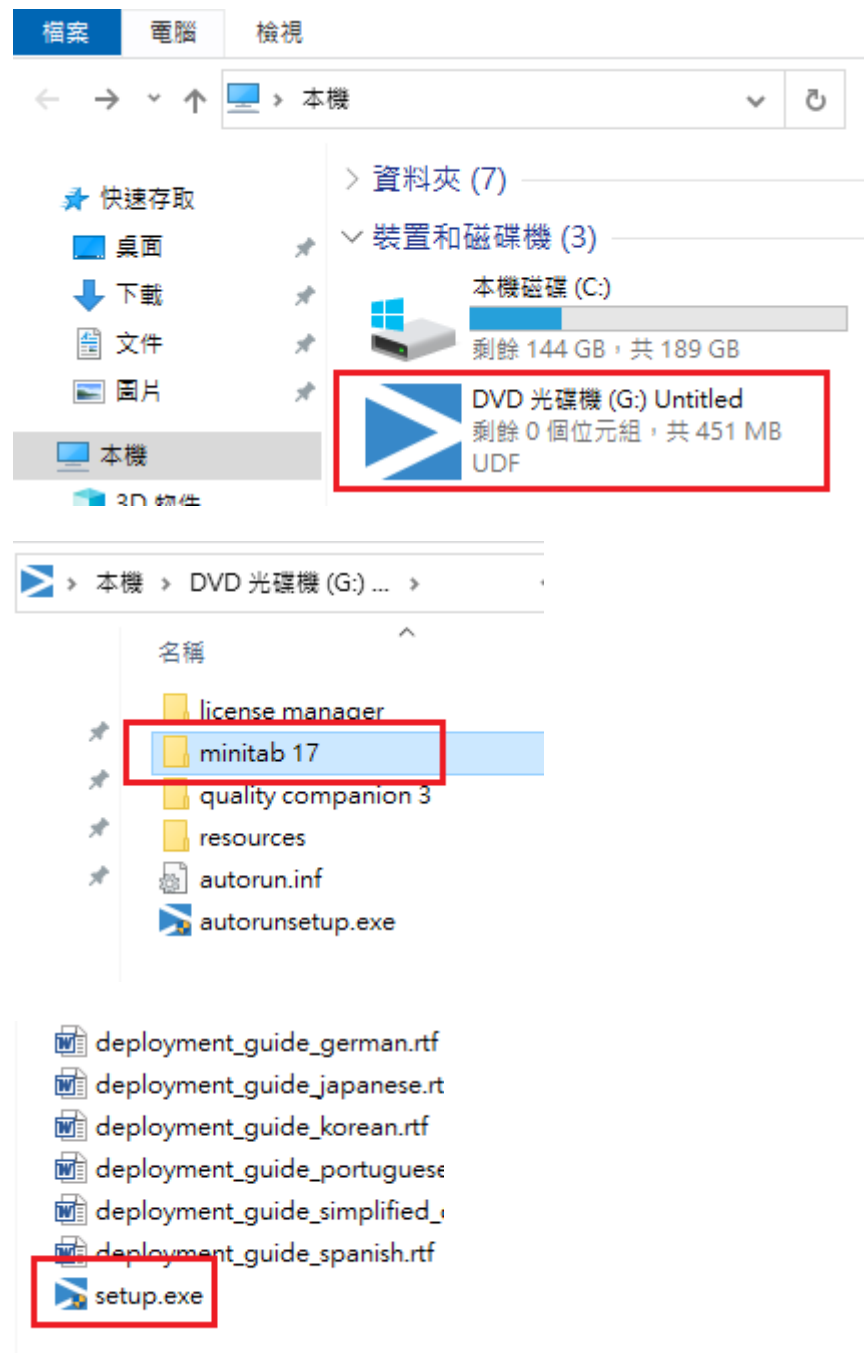 檔案 電腦 檢視
本機
快速存取
桌面
下載
文件
圖片
本機
3D 物件
資料夾 (7)
裝置和磁碟機 (3)
本機磁碟 (C:)
剩餘 144 GB，共 189 GB
DVD 光碟機 (G:) Untitled
剩餘 0 個位元組，共 451 MB
UDF
本機 DVD 光碟機 (G:) ...
名稱
license manager
minitab 17
quality companion 3
resources
autorun.inf
autorunsetup.exe
deployment_guide_german.rtf
deployment_guide_japanese.rt
deployment_guide_korean.rtf
deployment_guide_portuguese
deployment_guide_simplified_
deployment_guide_spanish.rtf
setup.exe